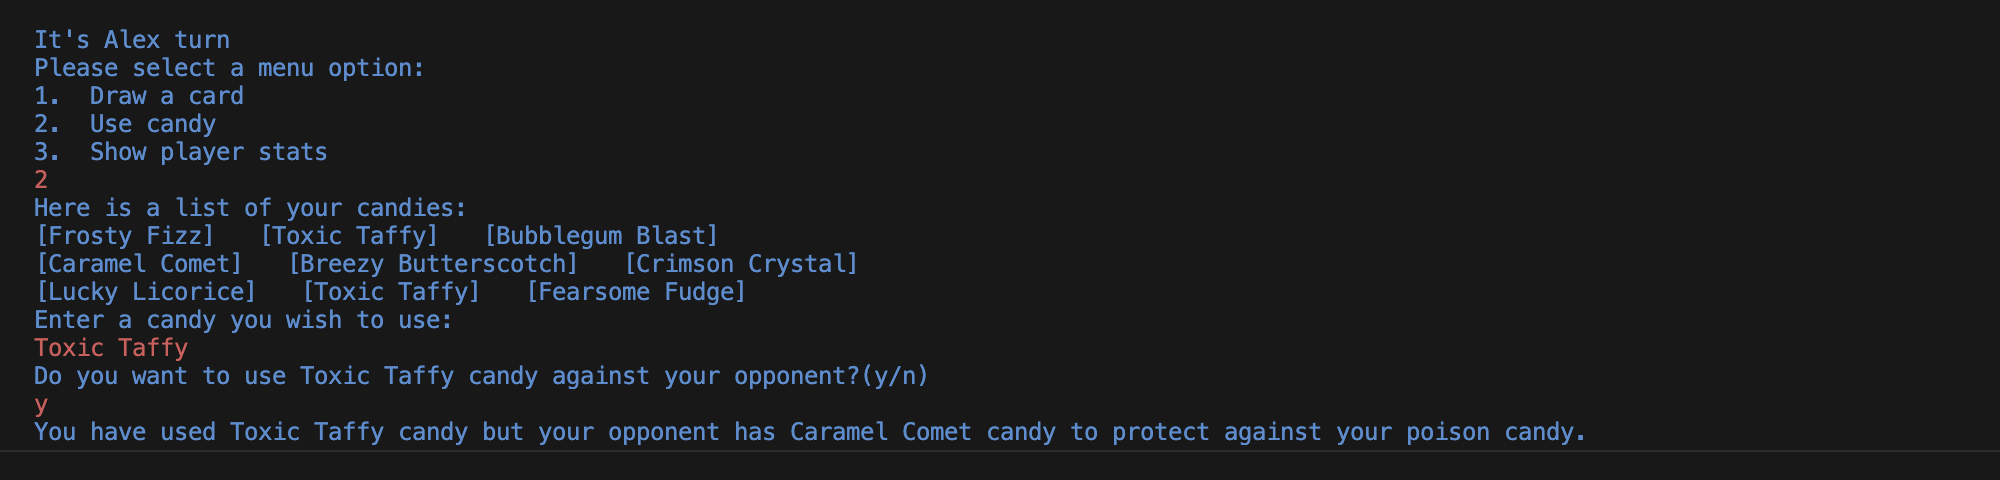 It's Alex turn
Please select a menu option:
1.  Draw a card
2.  Use candy
3.  Show player stats
2
Here is a list of your candies:
[Frosty Fizz]   [Toxic Taffy]   [Bubblegum Blast]
[Caramel Comet]   [Breezy Butterscotch]   [Crimson Crystal]
[Lucky Licorice]   [Toxic Taffy]   [Fearsome Fudge]
Enter a candy you wish to use:
Toxic Taffy
Do you want to use Toxic Taffy candy against your opponent?(y/n)
y
You have used Toxic Taffy candy but your opponent has Caramel Comet candy to protect against your poison candy.